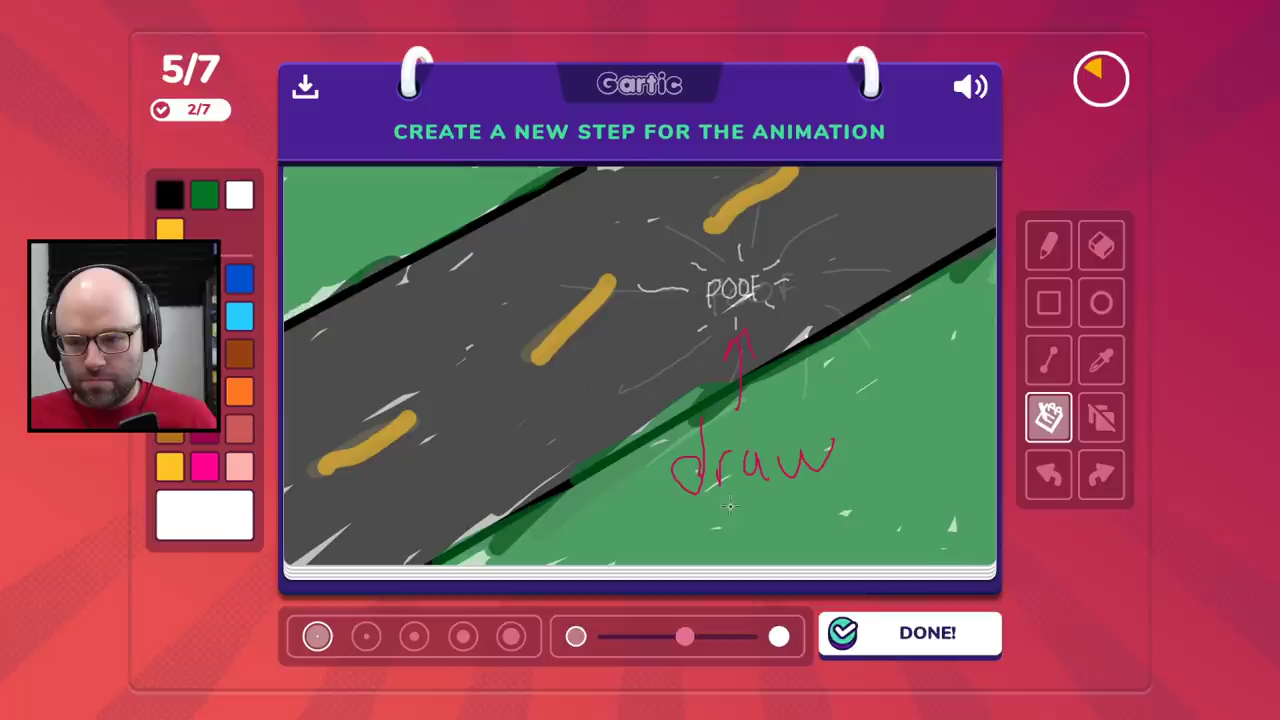 5/7
2/7
Gartic
CREATE A NEW STEP FOR THE ANIMATION
POOF
draw
DONE!